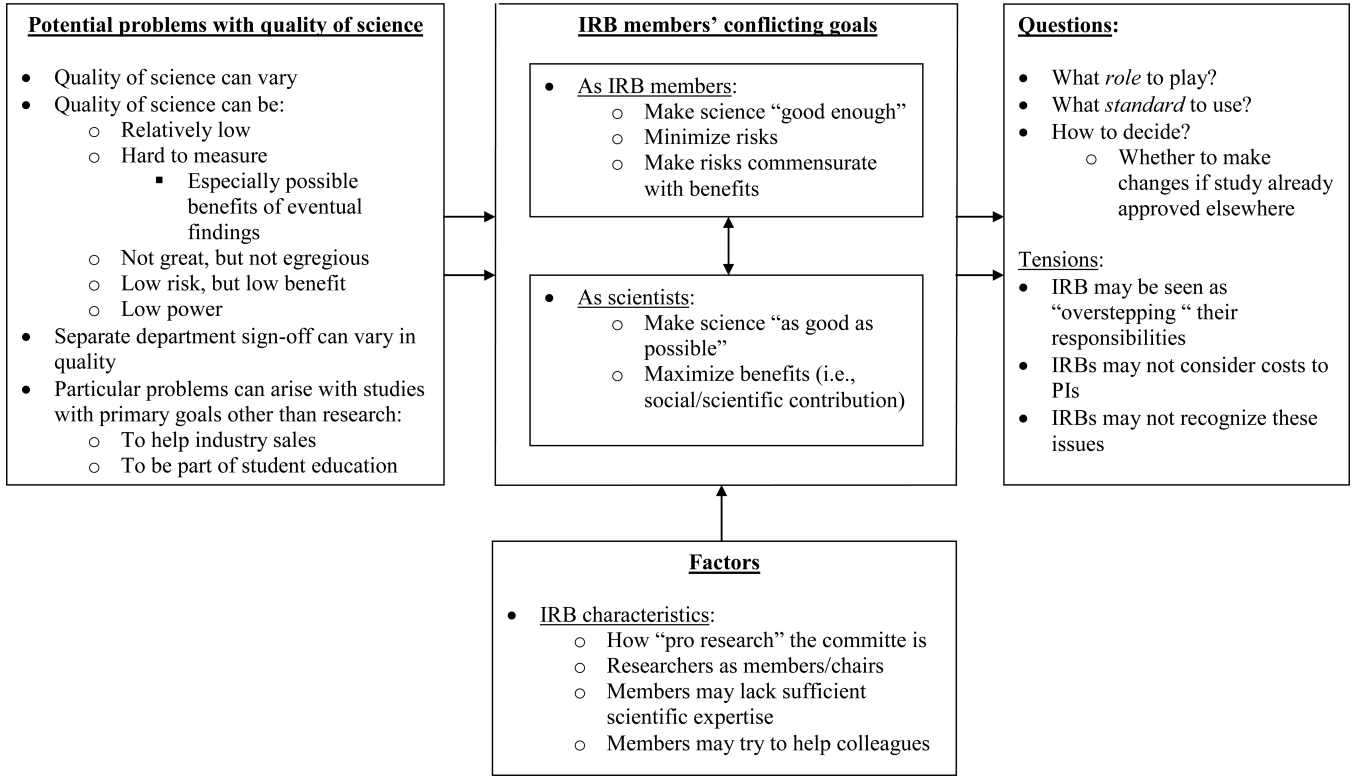 Potential problems with quality of science
• Quality of science can vary
• Quality of science can be:
o Relatively low
o Hard to measure
▪ Especially possible
benefits of eventual
findings
o Not great, but not egregious
o Low risk, but low benefit
o Low power
• Separate department sign-off can vary in
quality
• Particular problems can arise with studies
with primary goals other than research:
o To help industry sales
o To be part of student education
IRB members’ conflicting goals
• As IRB members:
o Make science “good enough”
o Minimize risks
o Make risks commensurate
with benefits
• As scientists:
o Make science “as good as
possible”
o Maximize benefits (i.e.,
social/scientific contribution)
Questions:
• What role to play?
• What standard to use?
• How to decide?
o Whether to make
changes if study already
approved elsewhere
Tensions:
• IRB may be seen as
“overstepping “ their
responsibilities
• IRBs may not consider costs to
PIs
• IRBs may not recognize these
issues
Factors
• IRB characteristics:
o How “pro research” the committe is
o Researchers as members/chairs
o Members may lack sufficient
scientific expertise
o Members may try to help colleagues